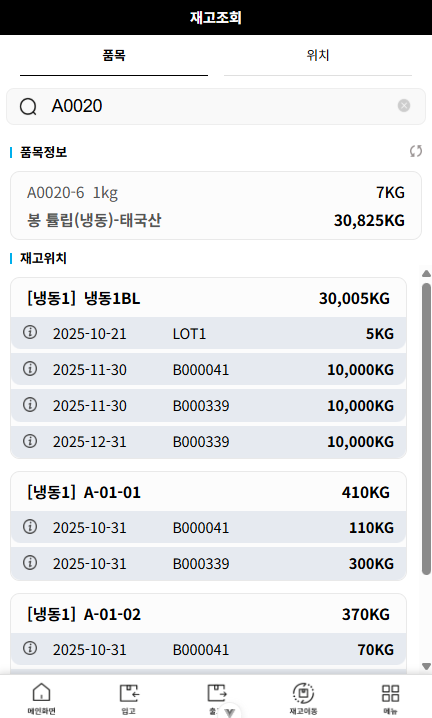 재고조회
품목 위치
A0020
품목정보
A0020-6 1kg 7KG
봉 튤립(냉동)-태국산 30,825KG
재고위치
[냉동1] 냉동1BL 30,005KG
2025-10-21 LOT1 5KG
2025-11-30 B000041 10,000KG
2025-11-30 B000339 10,000KG
2025-12-31 B000339 10,000KG
[냉동1] A-01-01 410KG
2025-10-31 B000041 110KG
2025-10-31 B000339 300KG
[냉동1] A-01-02 370KG
2025-10-31 B000041 70KG
메인화면 입고 재고이동 메뉴